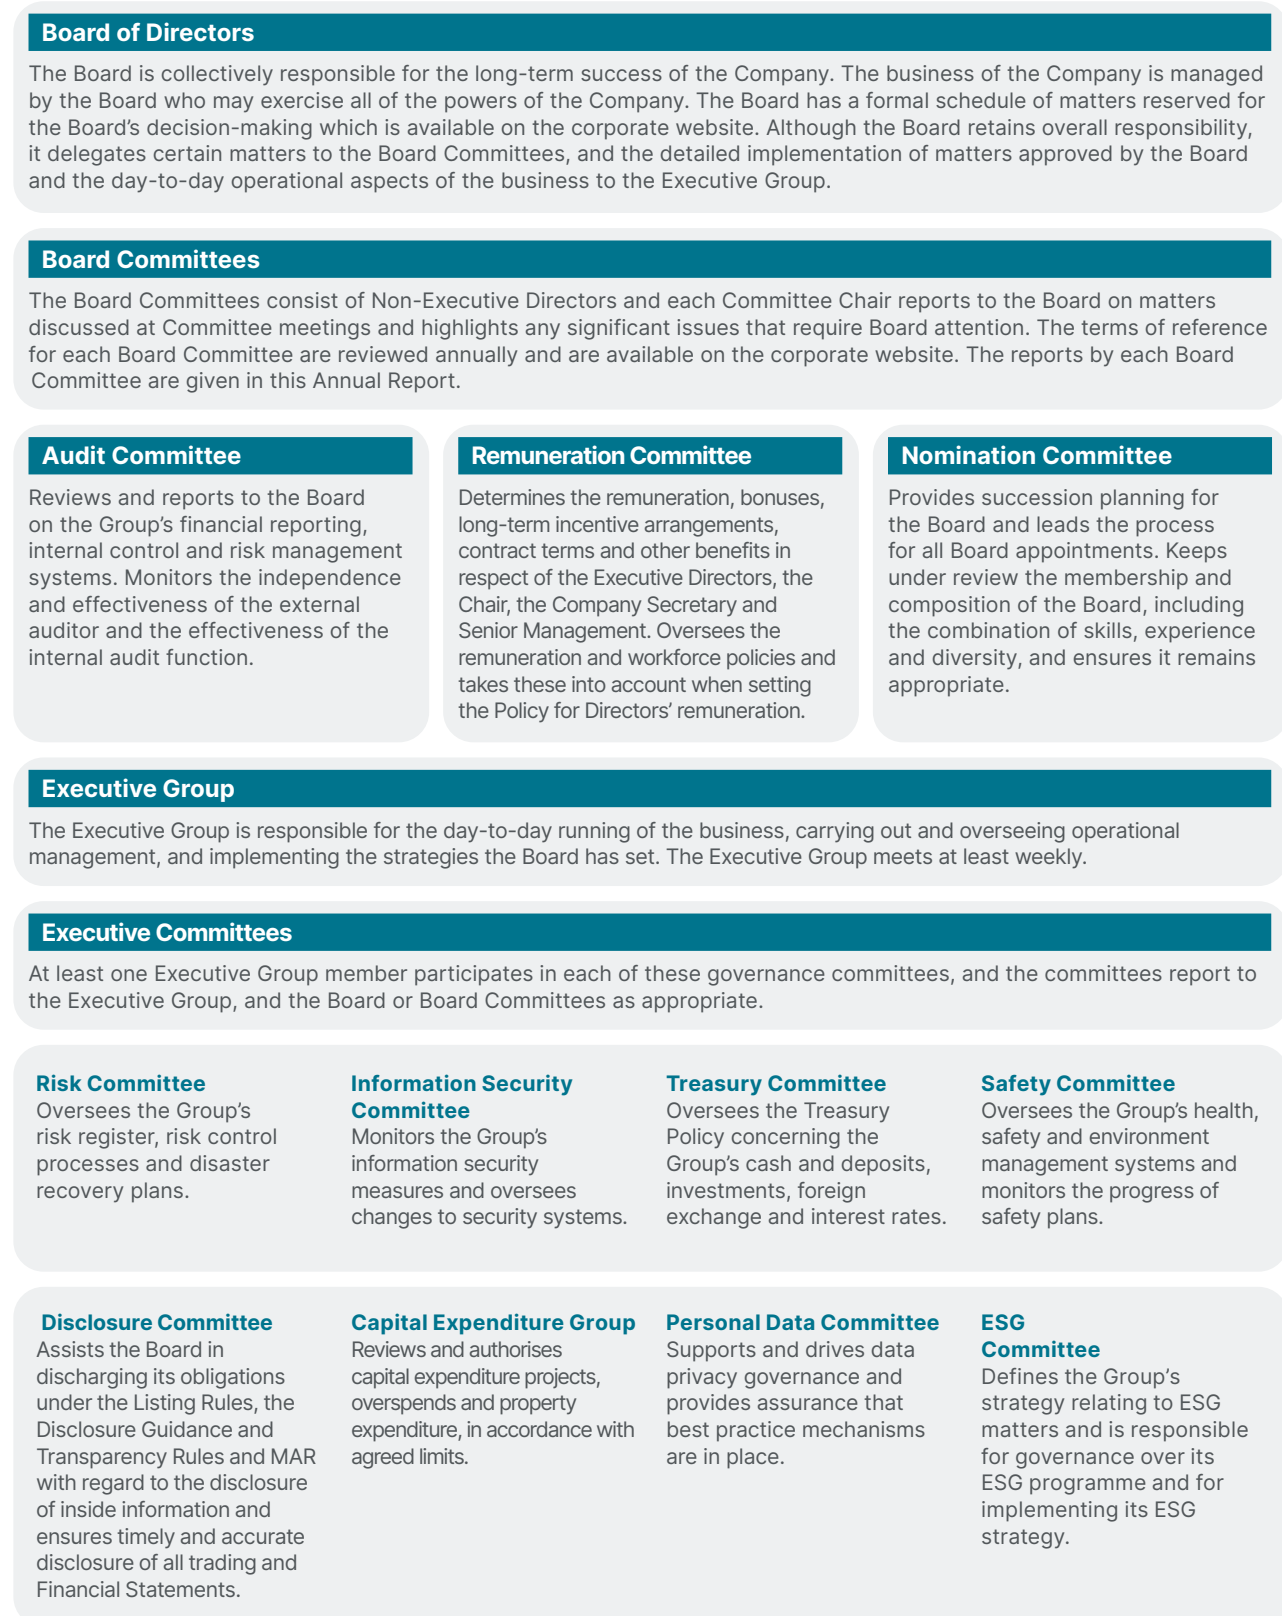 Board of Directors
The Board is collectively responsible for the long-term success of the Company. The business of the Company is managed
by the Board who may exercise all of the powers of the Company. The Board has a formal schedule of matters reserved for
the Board’s decision-making which is available on the corporate website. Although the Board retains overall responsibility,
it delegates certain matters to the Board Committees, and the detailed implementation of matters approved by the Board
and the day-to-day operational aspects of the business to the Executive Group.
Board Committees
The Board Committees consist of Non-Executive Directors and each Committee Chair reports to the Board on matters
discussed at Committee meetings and highlights any significant issues that require Board attention. The terms of reference
for each Board Committee are reviewed annually and are available on the corporate website. The reports by each Board
Committee are given in this Annual Report.
Audit Committee
Reviews and reports to the Board
on the Group’s financial reporting,
internal control and risk management
systems. Monitors the independence
and effectiveness of the external
auditor and the effectiveness of the
internal audit function.
Remuneration Committee
Determines the remuneration, bonuses,
long-term incentive arrangements,
contract terms and other benefits in
respect of the Executive Directors, the
Chair, the Company Secretary and
Senior Management. Oversees the
remuneration and workforce policies and
takes these into account when setting
the Policy for Directors’ remuneration.
Nomination Committee
Provides succession planning for
the Board and leads the process
for all Board appointments. Keeps
under review the membership and
composition of the Board, including
the combination of skills, experience
and diversity, and ensures it remains
appropriate.
Executive Group
The Executive Group is responsible for the day-to-day running of the business, carrying out and overseeing operational
management, and implementing the strategies the Board has set. The Executive Group meets at least weekly.
Executive Committees
At least one Executive Group member participates in each of these governance committees, and the committees report to
the Executive Group, and the Board or Board Committees as appropriate.
Risk Committee
Oversees the Group’s
risk register, risk control
processes and disaster
recovery plans.
Information Security
Committee
Monitors the Group’s
information security
measures and oversees
changes to security systems.
Treasury Committee
Oversees the Treasury
Policy concerning the
Group’s cash and deposits,
investments, foreign
exchange and interest rates.
Safety Committee
Oversees the Group’s health,
safety and environment
management systems and
monitors the progress of
safety plans.
Disclosure Committee
Assists the Board in
discharging its obligations
under the Listing Rules, the
Disclosure Guidance and
Transparency Rules and MAR
with regard to the disclosure
of inside information and
ensures timely and accurate
disclosure of all trading and
Financial Statements.
Capital Expenditure Group
Reviews and authorises
capital expenditure projects,
overspends and property
expenditure, in accordance with
agreed limits.
Personal Data Committee
Supports and drives data
privacy governance and
provides assurance that
best practice mechanisms
are in place.
ESG
Committee
Defines the Group’s
strategy relating to ESG
matters and is responsible
for governance over its
ESG programme and for
implementing its ESG
strategy.